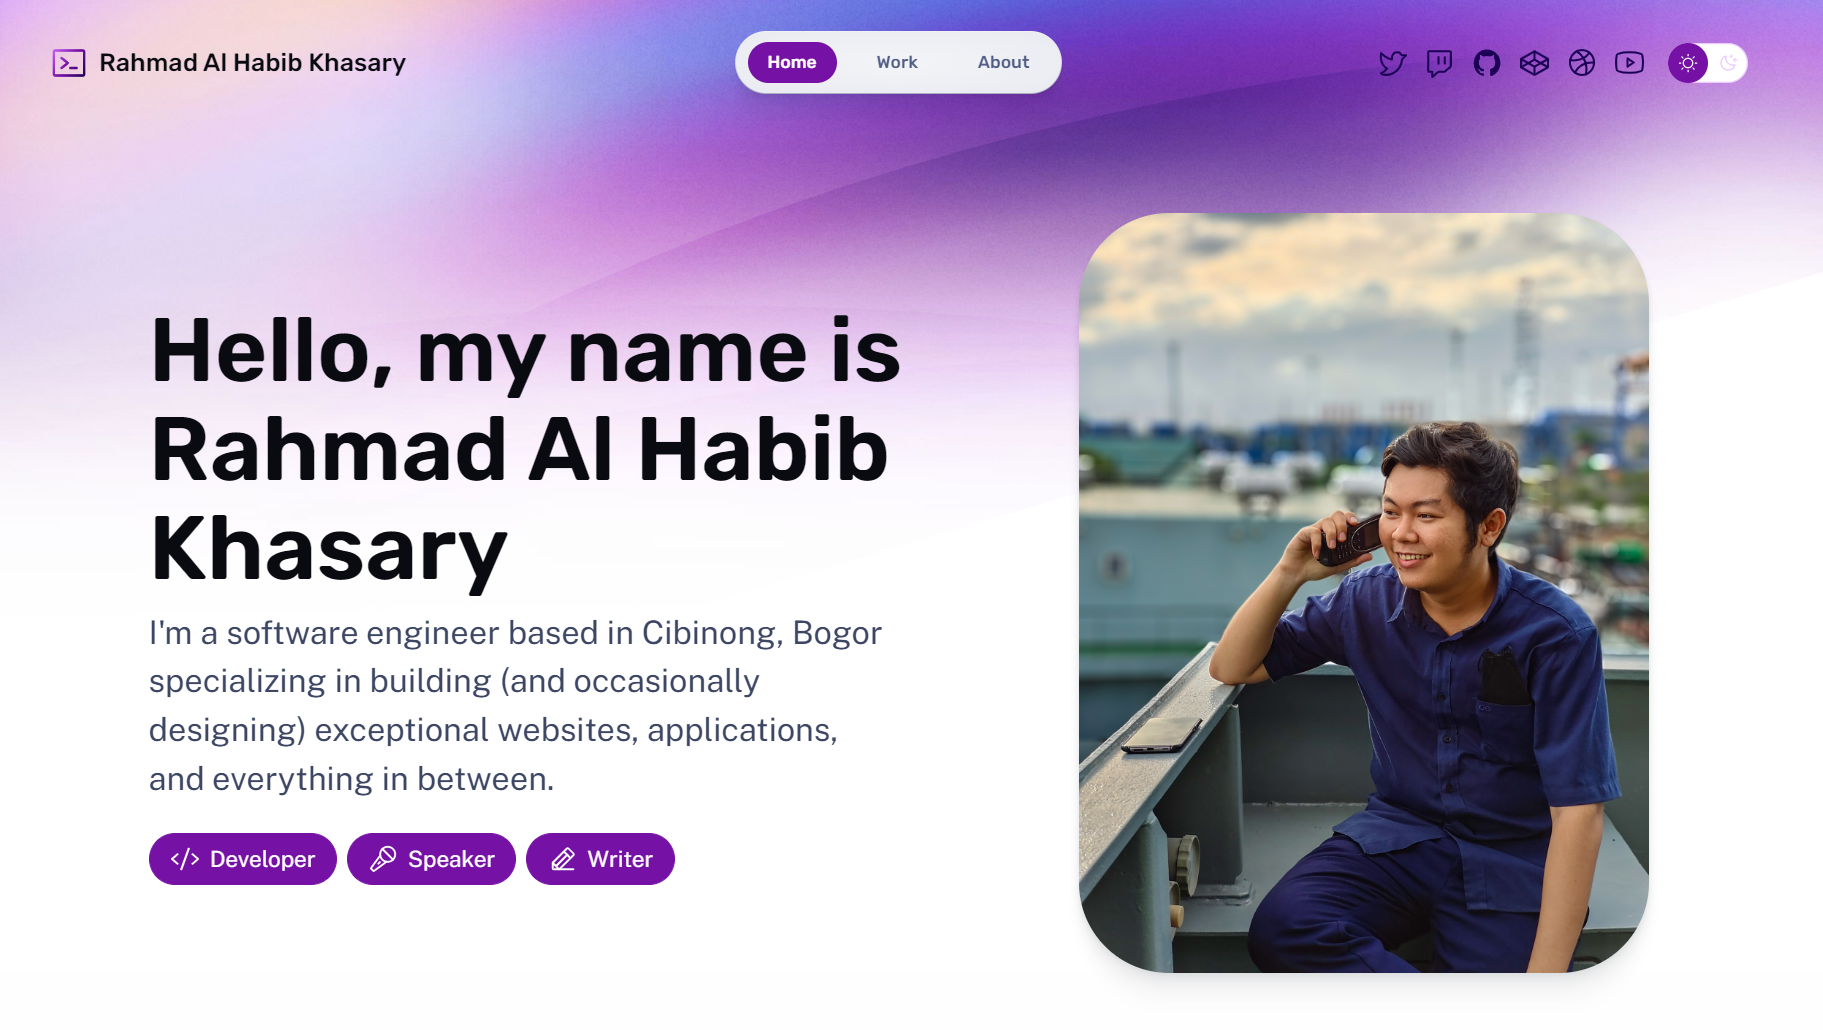 Rahmad Al Habib Khasary
Home
Work
About
Hello, my name is
Rahmad Al Habib
Khasary
I'm a software engineer based in Cibinong, Bogor
specializing in building (and occasionally
designing) exceptional websites, applications,
and everything in between.
Developer
Speaker
Writer